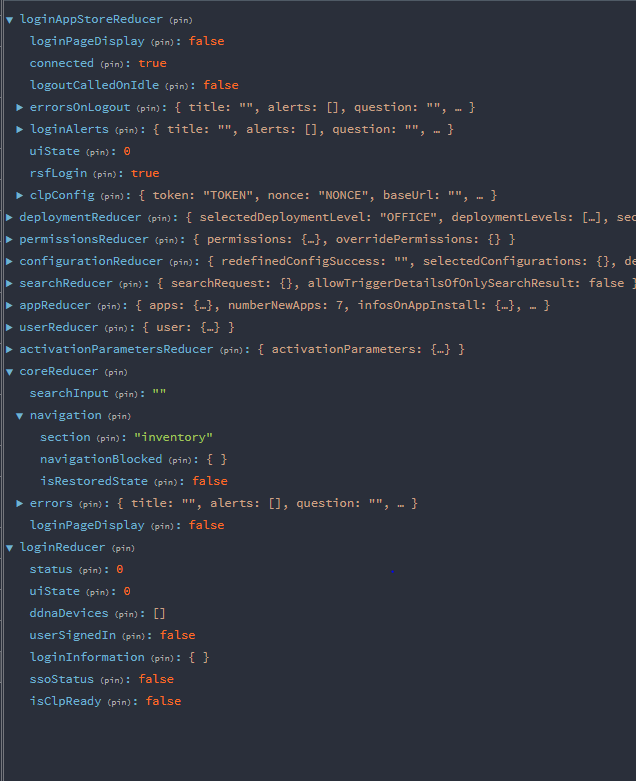 ▼ loginAppStoreReducer (pin)
loginPageDisplay (pin): false
connected (pin): true
logoutCalledOnIdle (pin): false
▶ errorsOnLogout (pin): { title: "", alerts: [], question: "", … }
▶ loginAlerts (pin): { title: "", alerts: [], question: "", … }
uiState (pin): 0
rsfLogin (pin): true
▶ clpConfig (pin): { token: "TOKEN", nonce: "NONCE", baseUrl: "", … }
▶ deploymentReducer (pin): { selectedDeploymentLevel: "OFFICE", deploymentLevels: […], sec
▶ permissionsReducer (pin): { permissions: {…}, overridePermissions: {} }
▶ configurationReducer (pin): { redefinedConfigSuccess: "", selectedConfigurations: {}, de
▶ searchReducer (pin): { searchRequest: {}, allowTriggerDetailsOfOnlySearchResult: false }
▶ appReducer (pin): { apps: {…}, numberNewApps: 7, infosOnAppInstall: {…}, … }
▶ userReducer (pin): { user: {…} }
▶ activationParametersReducer (pin): { activationParameters: {…} }
▼ coreReducer (pin)
searchInput (pin): ""
▼ navigation (pin)
section (pin): "inventory"
navigationBlocked (pin): { }
isRestoredState (pin): false
▶ errors (pin): { title: "", alerts: [], question: "", … }
loginPageDisplay (pin): false
▼ loginReducer (pin)
status (pin): 0
uiState (pin): 0
ddnaDevices (pin): []
userSignedIn (pin): false
loginInformation (pin): { }
ssoStatus (pin): false
isClpReady (pin): false